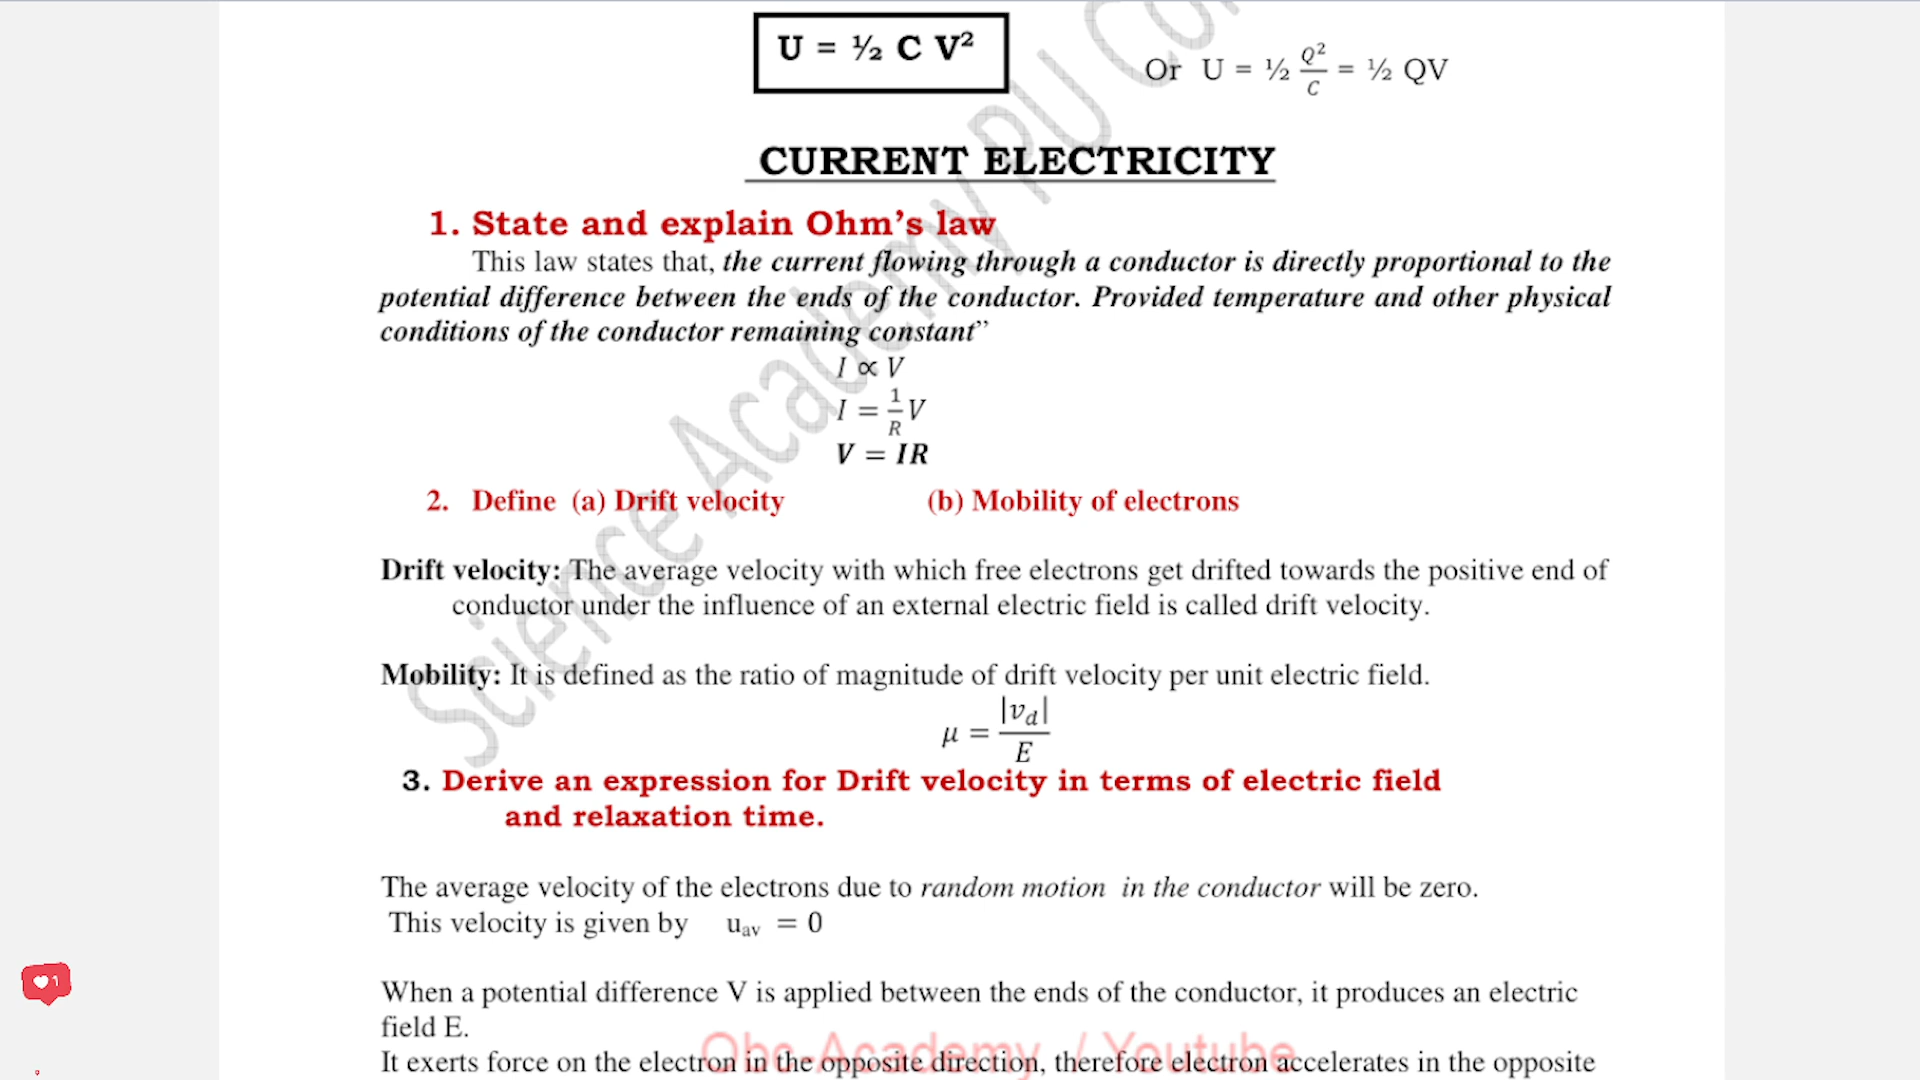 U = ½ C V²
Or U = ½ Q²/C = ½ QV
CURRENT ELECTRICITY
1. State and explain Ohm’s law
This law states that, the current flowing through a conductor is directly proportional to the
potential difference between the ends of the conductor. Provided temperature and other physical
conditions of the conductor remaining constant”
I ∝ V
I = 1/R V
V = IR
2. Define (a) Drift velocity (b) Mobility of electrons
Drift velocity: The average velocity with which free electrons get drifted towards the positive end of
conductor under the influence of an external electric field is called drift velocity.
Mobility: It is defined as the ratio of magnitude of drift velocity per unit electric field.
μ = |v_d|/E
3. Derive an expression for Drift velocity in terms of electric field
and relaxation time.
The average velocity of the electrons due to random motion in the conductor will be zero.
This velocity is given by u_av = 0
When a potential difference V is applied between the ends of the conductor, it produces an electric
field E.
It exerts force on the electron in the opposite direction, therefore electron accelerates in the opposite
Science Academy PU Co
Obc-Academy / Youtube
1